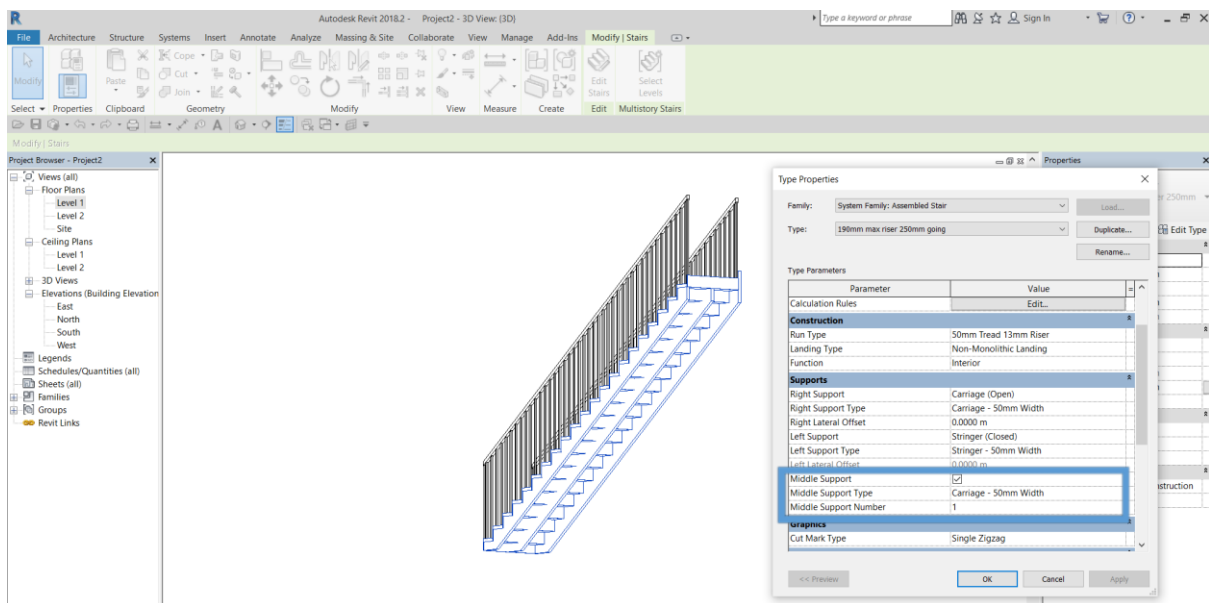 Autodesk Revit 2018.2 - Project2 - 3D View: {3D}
Type a keyword or phrase
Sign In
File Architecture Structure Systems Insert Annotate Analyze Massing & Site Collaborate View Manage Add-Ins Modify | Stairs
Modify
Paste
Cope
Cut
Join
Edit Stairs
Select Levels
Select Properties Clipboard Geometry Modify View Measure Create Edit Multistory Stairs
Modify | Stairs
Project Browser - Project2
Views (all)
Floor Plans
Level 1
Level 2
Site
Ceiling Plans
Level 1
Level 2
3D Views
Elevations (Building Elevation
East
North
South
West
Legends
Schedules/Quantities (all)
Sheets (all)
Families
Groups
Revit Links
Properties
r 250mm
Edit Type
nstruction
Type Properties
Family: System Family: Assembled Stair Load...
Type: 190mm max riser 250mm going Duplicate...
Rename...
Type Parameters
Parameter Value =
Calculation Rules Edit...
Construction
Run Type 50mm Tread 13mm Riser
Landing Type Non-Monolithic Landing
Function Interior
Supports
Right Support Carriage (Open)
Right Support Type Carriage - 50mm Width
Right Lateral Offset 0.0000 m
Left Support Stringer (Closed)
Left Support Type Stringer - 50mm Width
Left Lateral Offset 0.0000 m
Middle Support
Middle Support Type Carriage - 50mm Width
Middle Support Number 1
Graphics
Cut Mark Type Single Zigzag
<< Preview OK Cancel Apply